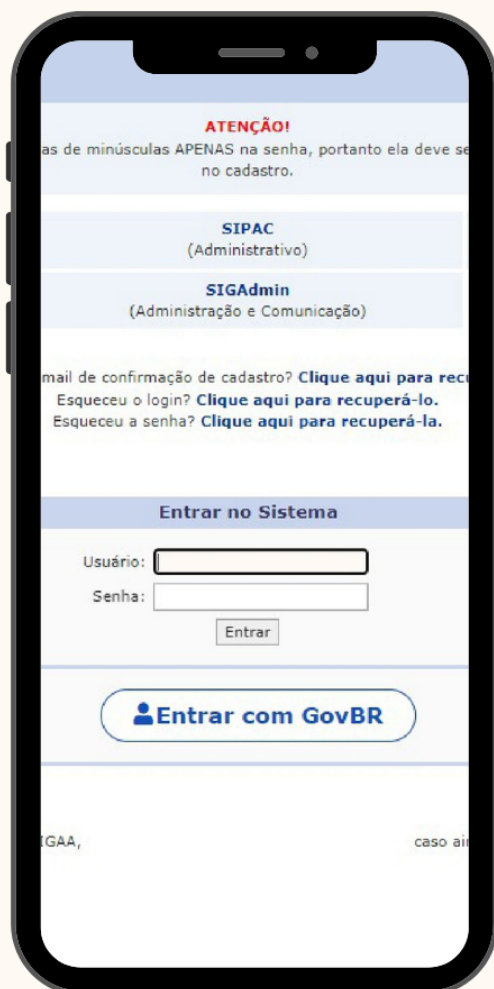 ATENÇÃO!
as de minúsculas APENAS na senha, portanto ela deve se
no cadastro.
SIPAC
(Administrativo)
SIGAdmin
(Administração e Comunicação)
mail de confirmação de cadastro? Clique aqui para recu
Esqueceu o login? Clique aqui para recuperá-lo.
Esqueceu a senha? Clique aqui para recuperá-la.
Entrar no Sistema
Usuário:
Senha:
Entrar
Entrar com GovBR
IGAA, caso ain